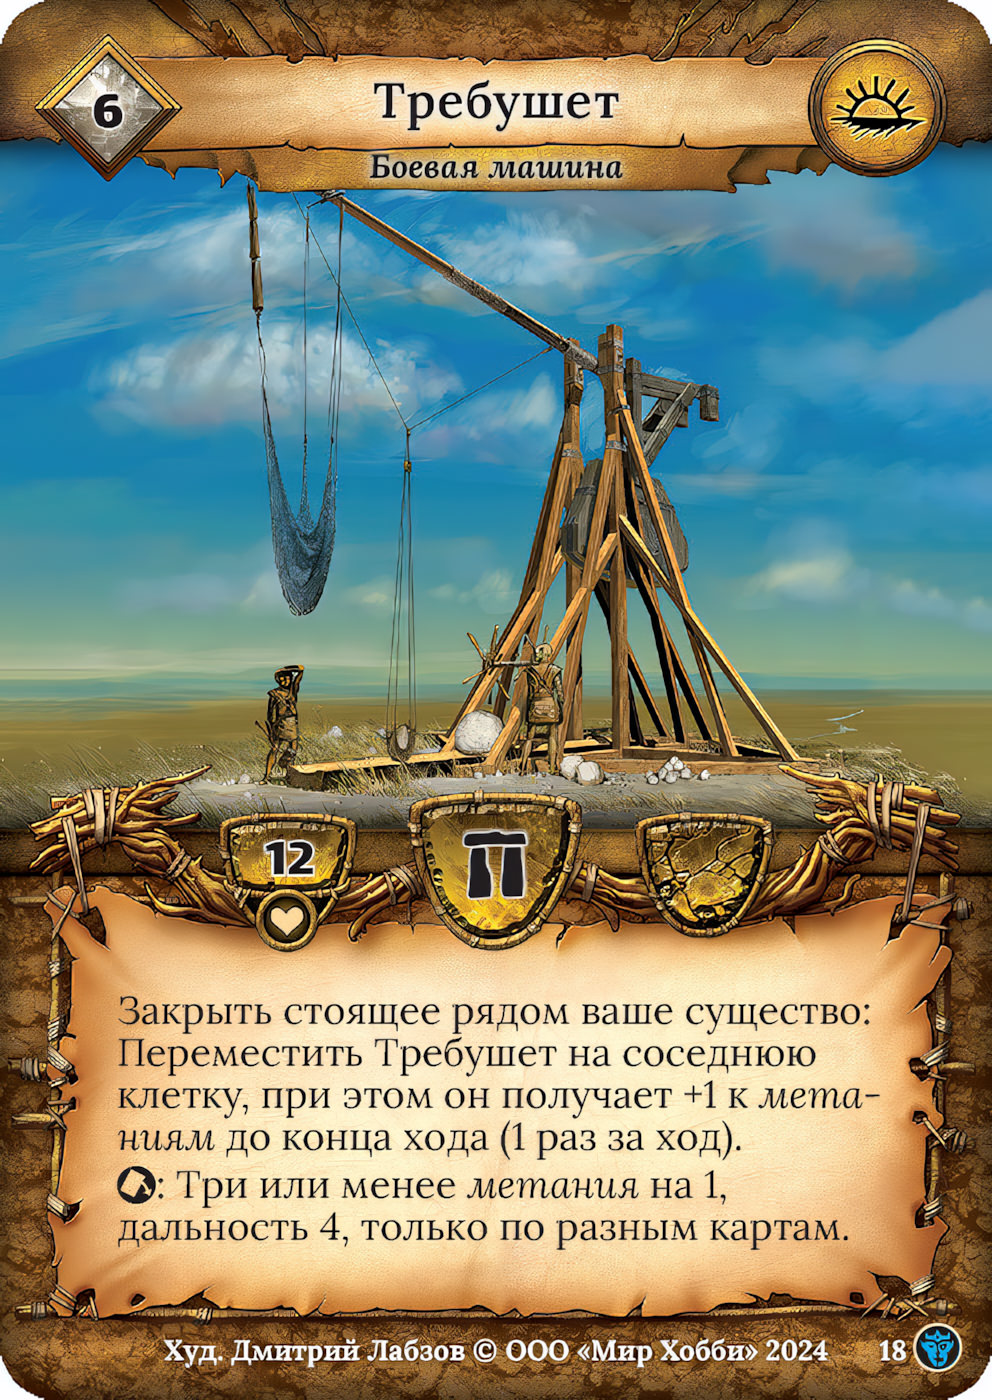 6
Требушет
Боевая машина
12
Закрыть стоящее рядом ваше существо:
Переместить Требушет на соседнюю
клетку, при этом он получает +1 к мета-
ниям до конца хода (1 раз за ход).
: Три или менее метания на 1,
дальность 4, только по разным картам.
Худ. Дмитрий Лабзов © ООО «Мир Хобби» 2024
18